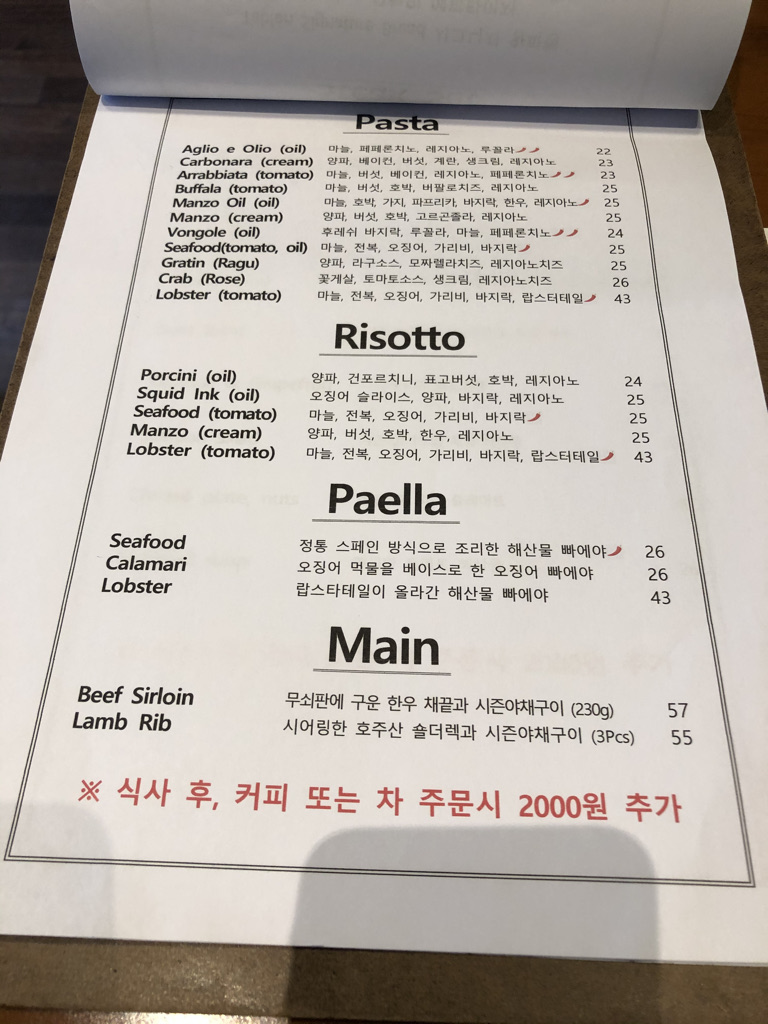 Pasta
Aglio e Olio (oil) 마늘, 페페론치노, 레지아노, 루꼴라 22
Carbonara (cream) 양파, 베이컨, 버섯, 계란, 생크림, 레지아노 23
Arrabbiata (tomato) 마늘, 버섯, 베이컨, 레지아노, 페페론치노 23
Buffala (tomato) 마늘, 버섯, 호박, 버팔로치즈, 레지아노 25
Manzo Oil (oil) 마늘, 호박, 가지, 파프리카, 바지락, 한우, 레지아노 25
Manzo (cream) 양파, 버섯, 호박, 고르곤졸라, 레지아노 25
Vongole (oil) 후레쉬 바지락, 루꼴라, 마늘, 페페론치노 24
Seafood(tomato, oil) 마늘, 전복, 오징어, 가리비, 바지락 25
Gratin (Ragu) 양파, 라구소스, 모짜렐라치즈, 레지아노치즈 25
Crab (Rose) 꽃게살, 토마토소스, 생크림, 레지아노치즈 26
Lobster (tomato) 마늘, 전복, 오징어, 가리비, 바지락, 랍스터테일 43
Risotto
Porcini (oil) 양파, 건포르치니, 표고버섯, 호박, 레지아노 24
Squid Ink (oil) 오징어 슬라이스, 양파, 바지락, 레지아노 25
Seafood (tomato) 마늘, 전복, 오징어, 가리비, 바지락 25
Manzo (cream) 양파, 버섯, 호박, 한우, 레지아노 25
Lobster (tomato) 마늘, 전복, 오징어, 가리비, 바지락, 랍스터테일 43
Paella
Seafood 정통 스페인 방식으로 조리한 해산물 빠에야 26
Calamari 오징어 먹물을 베이스로 한 오징어 빠에야 26
Lobster 랍스타테일이 올라간 해산물 빠에야 43
Main
Beef Sirloin 무쇠판에 구운 한우 채끝과 시즌야채구이 (230g) 57
Lamb Rib 시어링한 호주산 숄더렉과 시즌야채구이 (3Pcs) 55
※ 식사 후, 커피 또는 차 주문시 2000원 추가